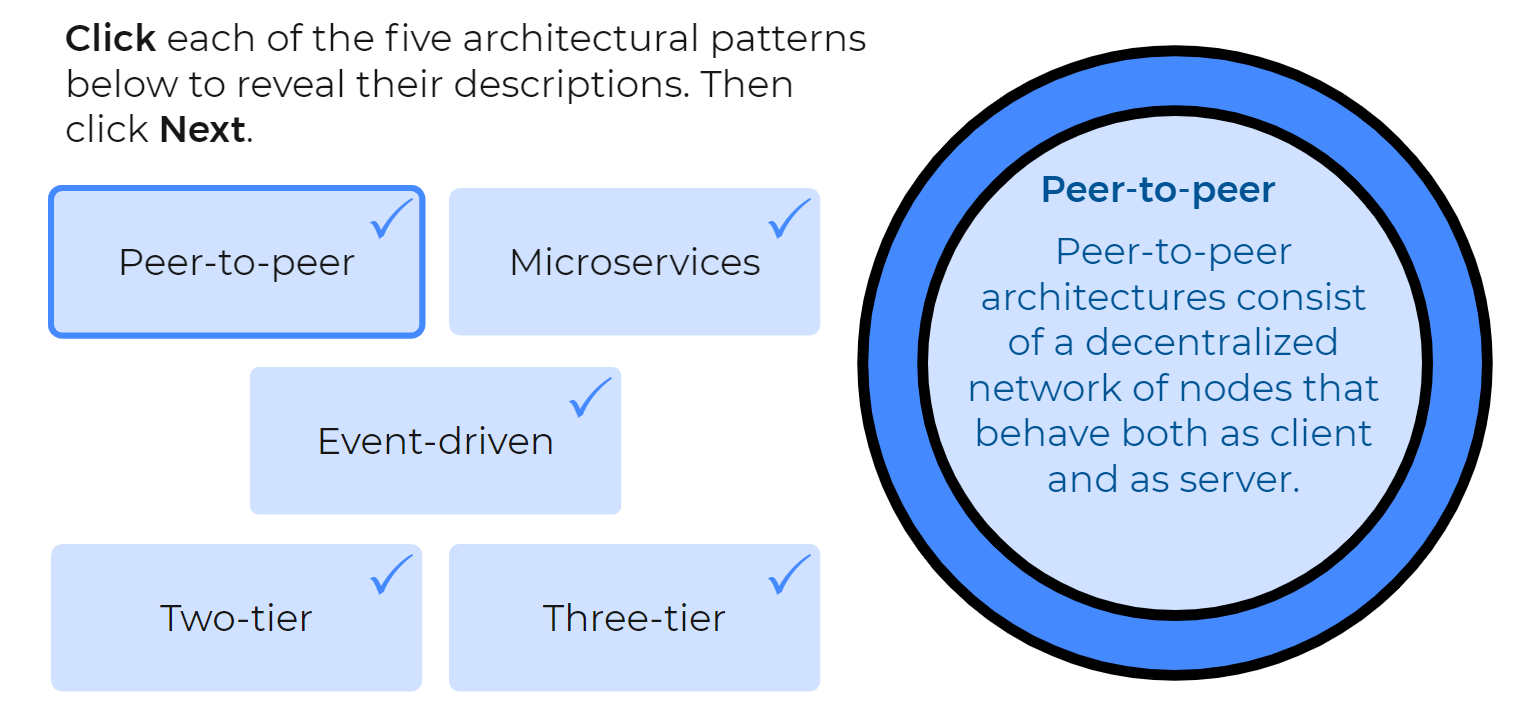 Click each of the five architectural patterns
below to reveal their descriptions. Then
click Next.
Peer-to-peer
Microservices
Event-driven
Two-tier
Three-tier
Peer-to-peer
Peer-to-peer
architectures consist
of a decentralized
network of nodes that
behave both as client
and as server.